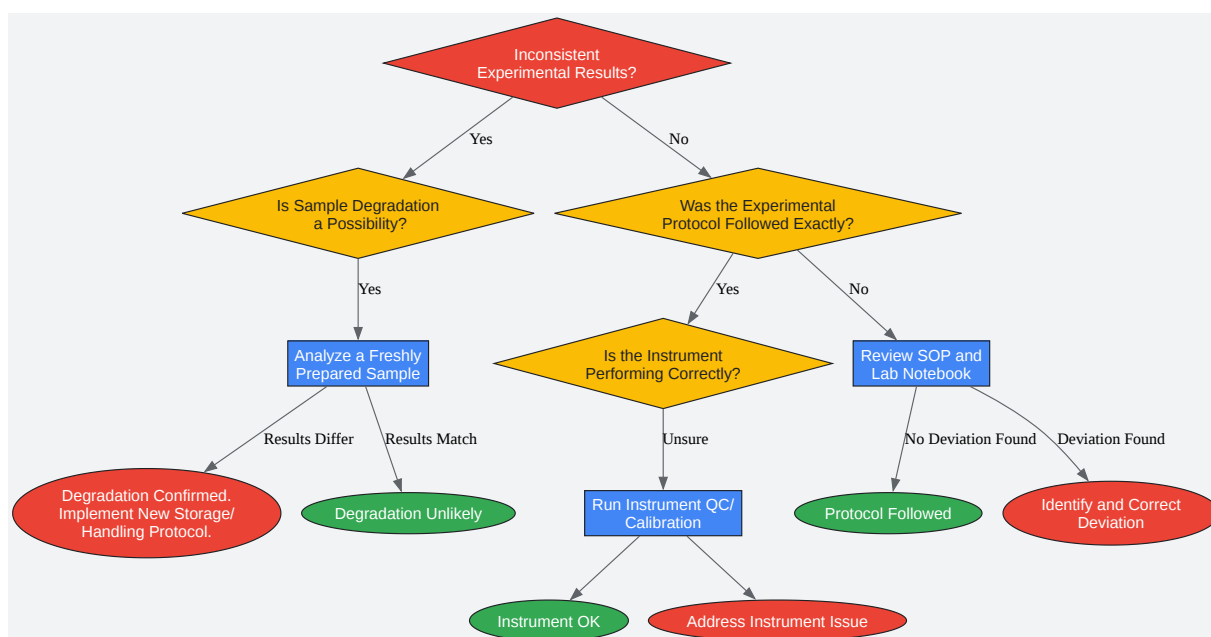 Inconsistent
Experimental Results?
Yes
No
Is Sample Degradation
a Possibility?
Was the Experimental
Protocol Followed Exactly?
Yes
Yes
No
Analyze a Freshly
Prepared Sample
Is the Instrument
Performing Correctly?
Review SOP and
Lab Notebook
Results Differ
Results Match
Unsure
No Deviation Found
Deviation Found
Degradation Confirmed.
Implement New Storage/
Handling Protocol.
Degradation Unlikely
Run Instrument QC/
Calibration
Protocol Followed
Identify and Correct
Deviation
Instrument OK
Address Instrument Issue